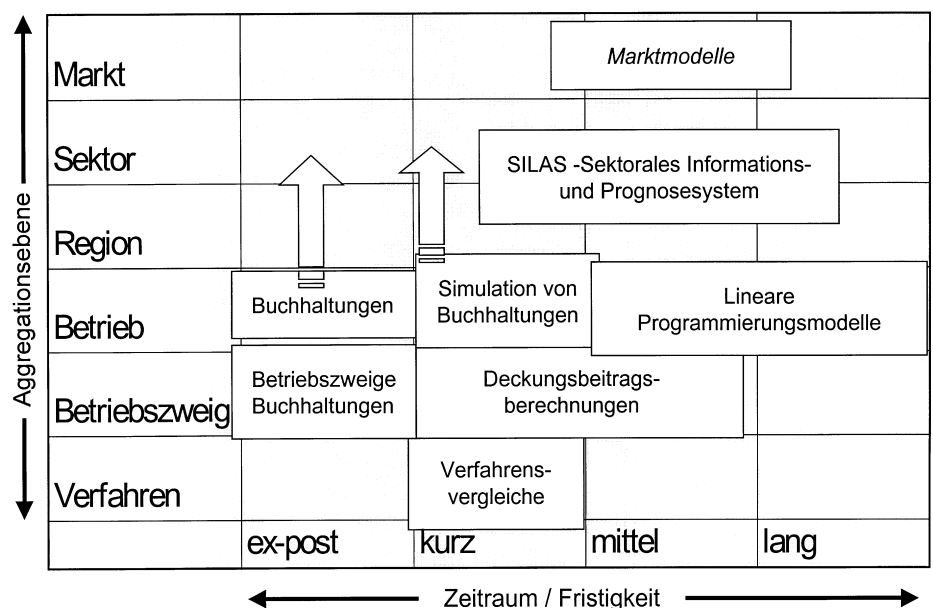 Aggregationsebene
Markt
Marktmodelle
Sektor
SILAS -Sektorales Informations-
und Prognosesystem
Region
Betrieb
Buchhaltungen
Simulation von
Buchhaltungen
Lineare
Programmierungsmodelle
Betriebszweig
Betriebszweige
Buchhaltungen
Deckungsbeitrags-
berechnungen
Verfahren
Verfahrens-
vergleiche
ex-post
kurz
mittel
lang
Zeitraum / Fristigkeit